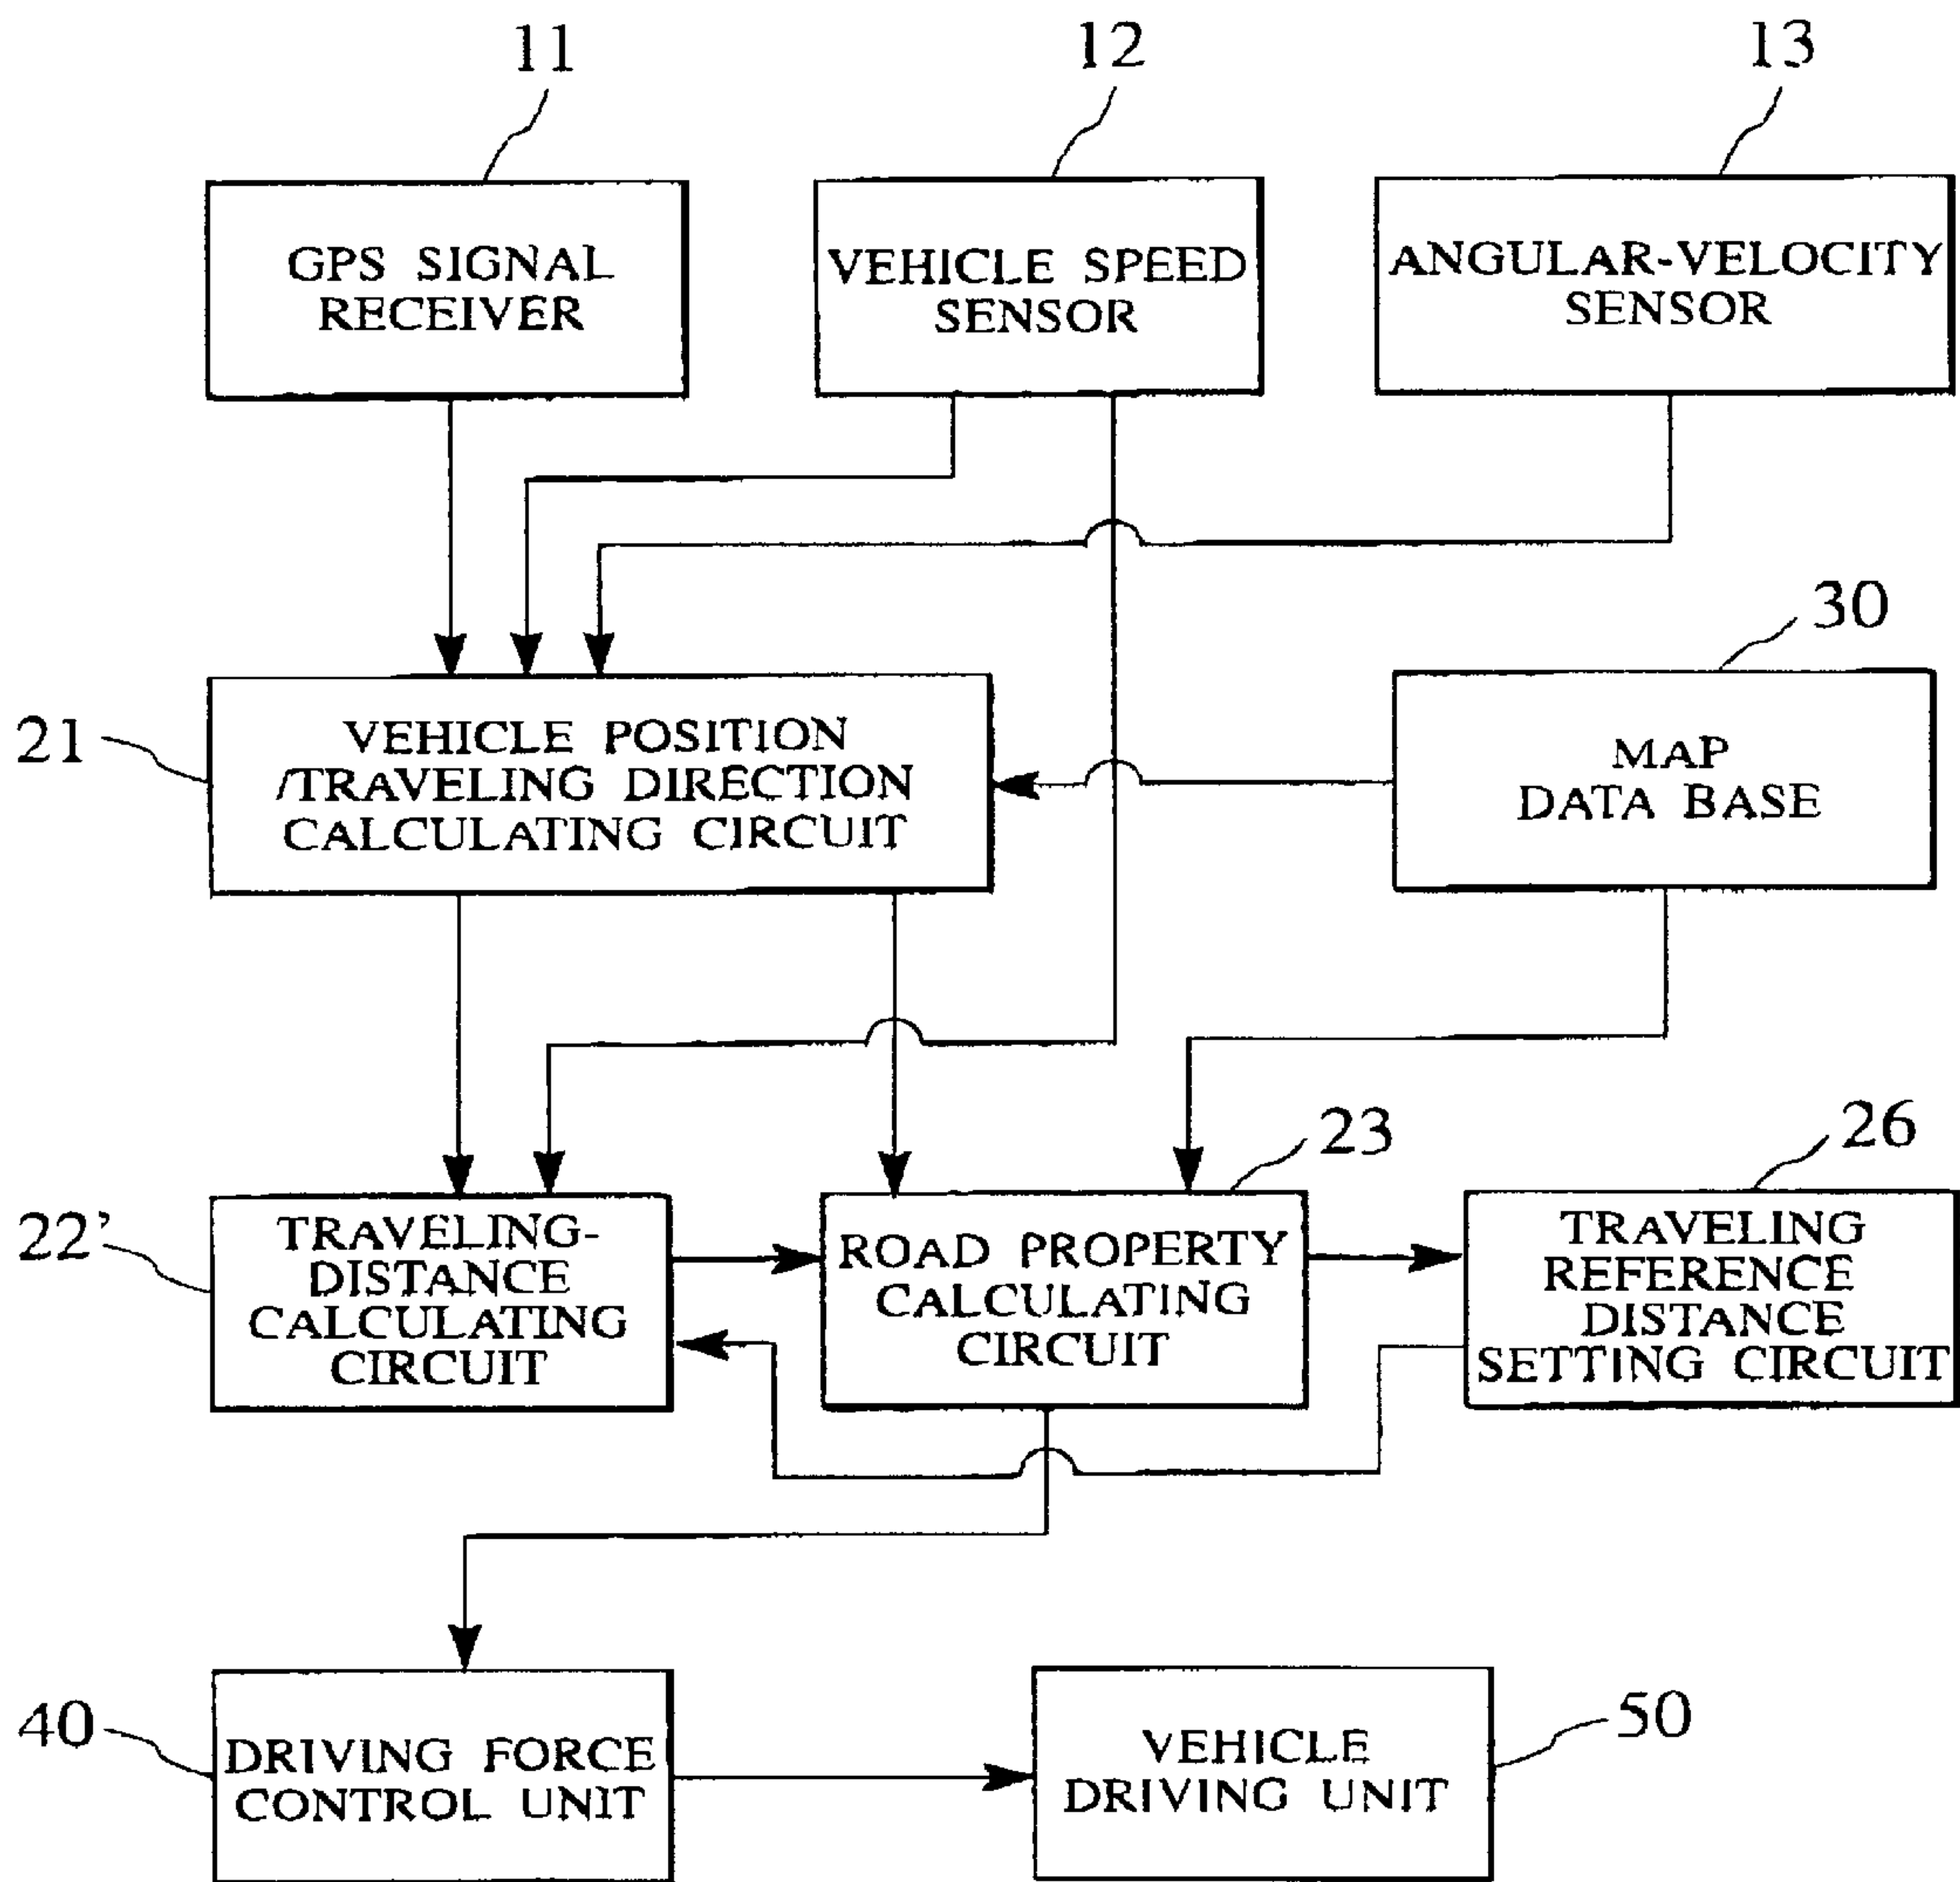 11
12
13
GPS SIGNAL
RECEIVER
VEHICLE SPEED
SENSOR
ANGULAR-VELOCITY
SENSOR
30
21
VEHICLE POSITION
/TRAVELING DIRECTION
CALCULATING CIRCUIT
MAP
DATA BASE
23
26
22’
TRAVELING-
DISTANCE
CALCULATING
CIRCUIT
ROAD PROPERTY
CALCULATING
CIRCUIT
TRAVELING
REFERENCE
DISTANCE
SETTING CIRCUIT
40
DRIVING FORCE
CONTROL UNIT
VEHICLE
DRIVING UNIT
50